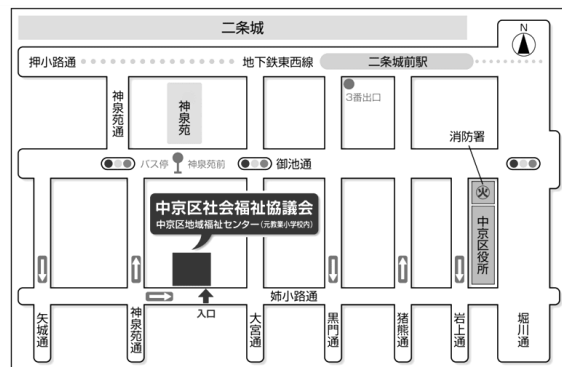 二条城
N
押小路通
地下鉄東西線
二条城前駅
神泉苑通
神泉苑
3番出口
消防署
バス停
神泉苑前
御池通
火
中京区社会福祉協議会
中京区地域福祉センター(元教業小学校内)
中京区役所
姉小路通
入口
矢城通
神泉苑通
大宮通
黒門通
猪熊通
岩上通
堀川通